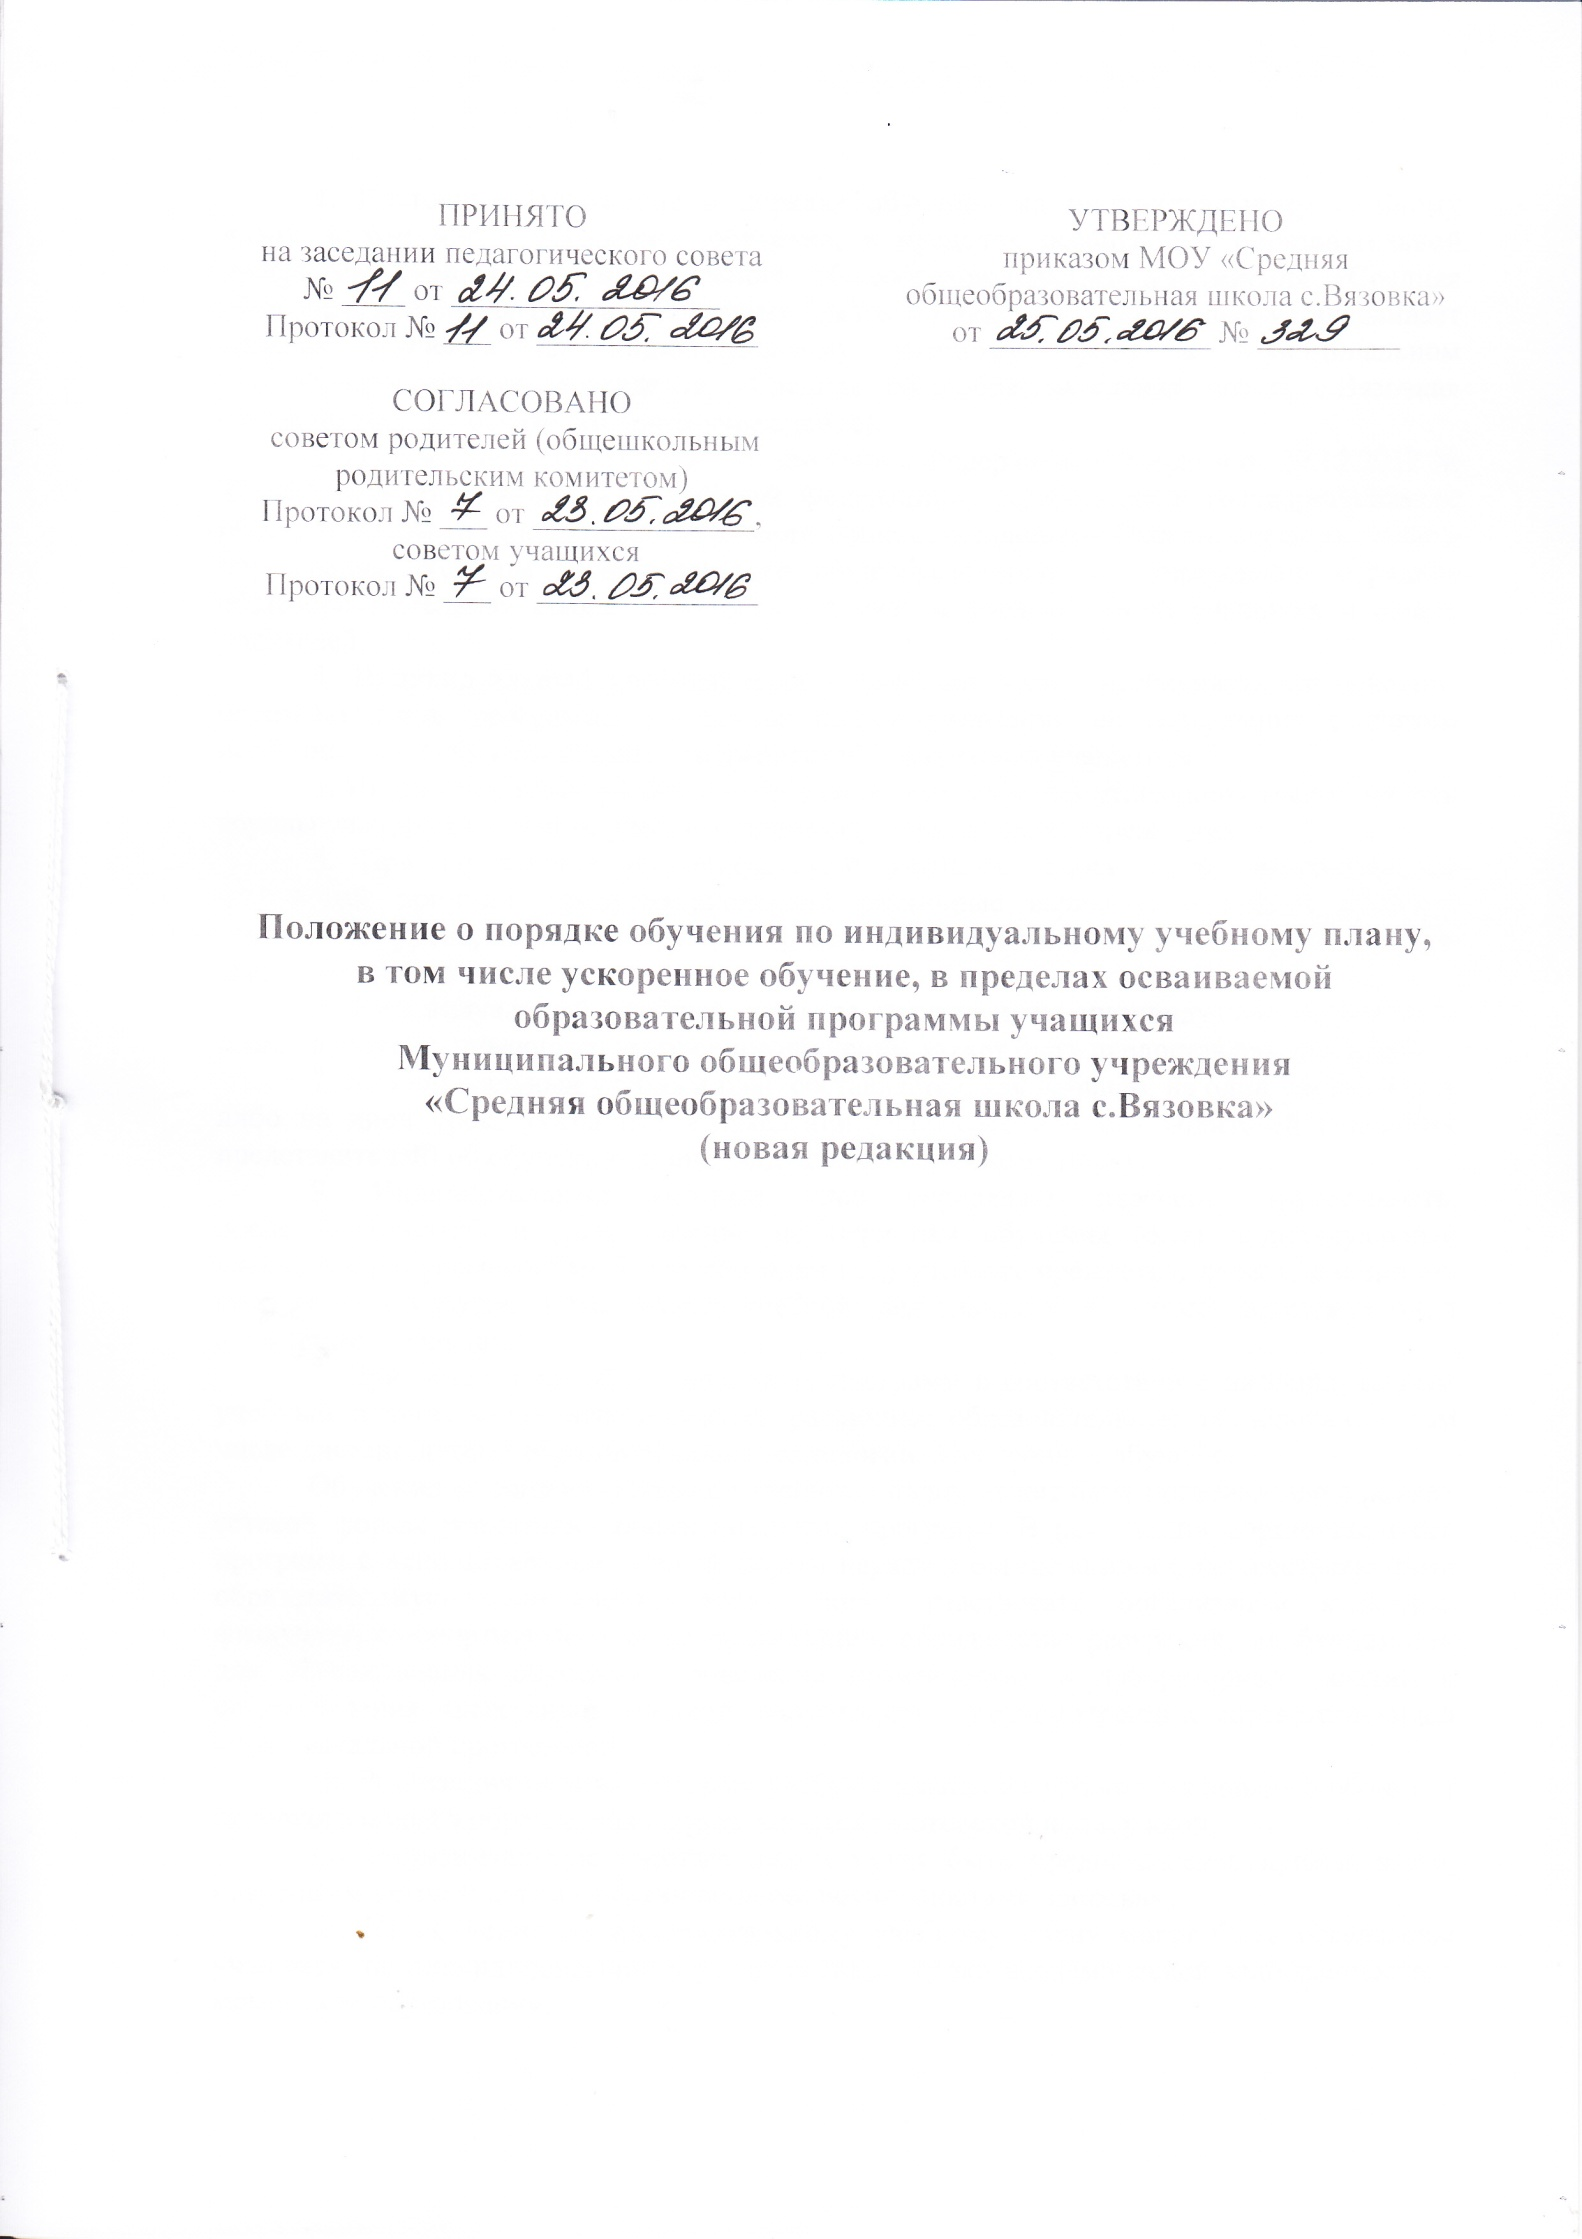 ПРИНЯТО
на заседании педагогического совета
№ 11 от 24.05.2016
Протокол № 11 от 24.05.2016
УТВЕРЖДЕНО
приказом МОУ «Средняя
общеобразовательная школа с.Вязовка»
от 25.05.2016 № 329
СОГЛАСОВАНО
советом родителей (общешкольным
родительским комитетом)
Протокол № 7 от 23.05.2016,
советом учащихся
Протокол № 7 от 23.05.2016
Положение о порядке обучения по индивидуальному учебному плану,
в том числе ускоренное обучение, в пределах осваиваемой
образовательной программы учащихся
Муниципального общеобразовательного учреждения
«Средняя общеобразовательная школа с.Вязовка»
(новая редакция)